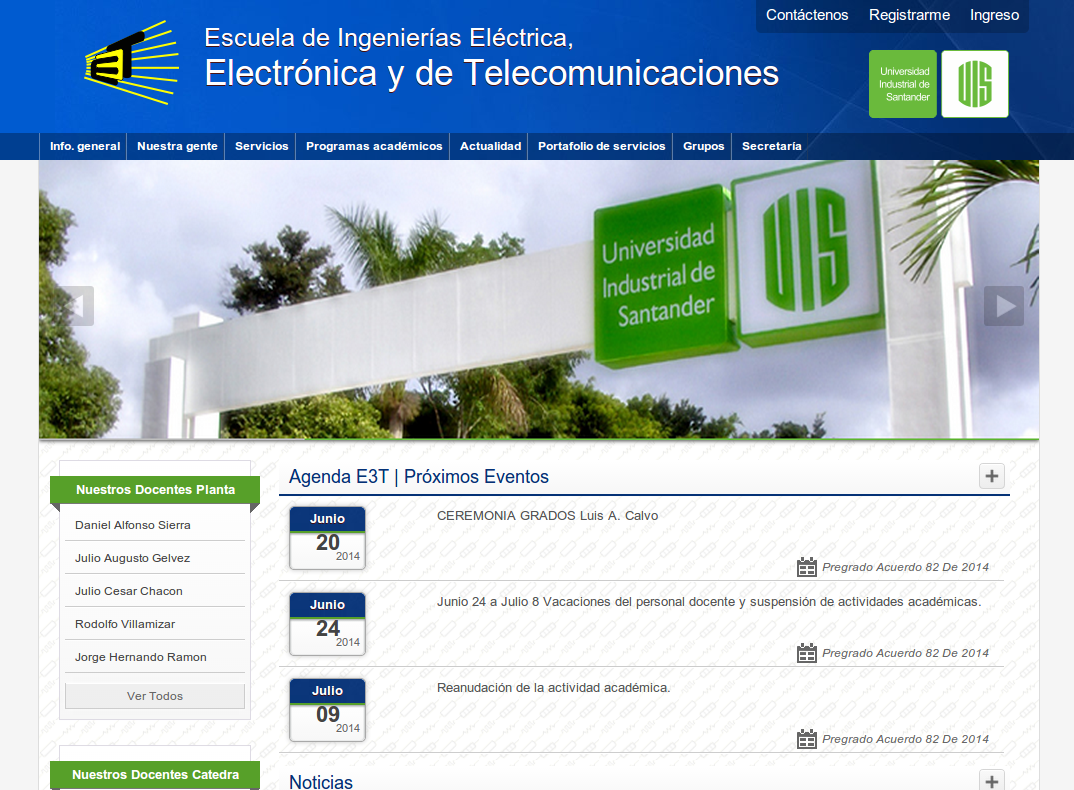 Contáctenos Registrarme Ingreso
Escuela de Ingenierías Eléctrica,
Electrónica y de Telecomunicaciones
Universidad
Industrial de
Santander
UIS
Info. general Nuestra gente Servicios Programas académicos Actualidad Portafolio de servicios Grupos Secretaría
Universidad
Industrial de
Santander
UIS
Nuestros Docentes Planta
Daniel Alfonso Sierra
Julio Augusto Gelvez
Julio Cesar Chacon
Rodolfo Villamizar
Jorge Hernando Ramon
Ver Todos
Nuestros Docentes Catedra
Agenda E3T | Próximos Eventos
Junio
20
2014
CEREMONIA GRADOS Luis A. Calvo
Pregrado Acuerdo 82 De 2014
Junio
24
2014
Junio 24 a Julio 8 Vacaciones del personal docente y suspensión de actividades académicas.
Pregrado Acuerdo 82 De 2014
Julio
09
2014
Reanudación de la actividad académica.
Pregrado Acuerdo 82 De 2014
Noticias